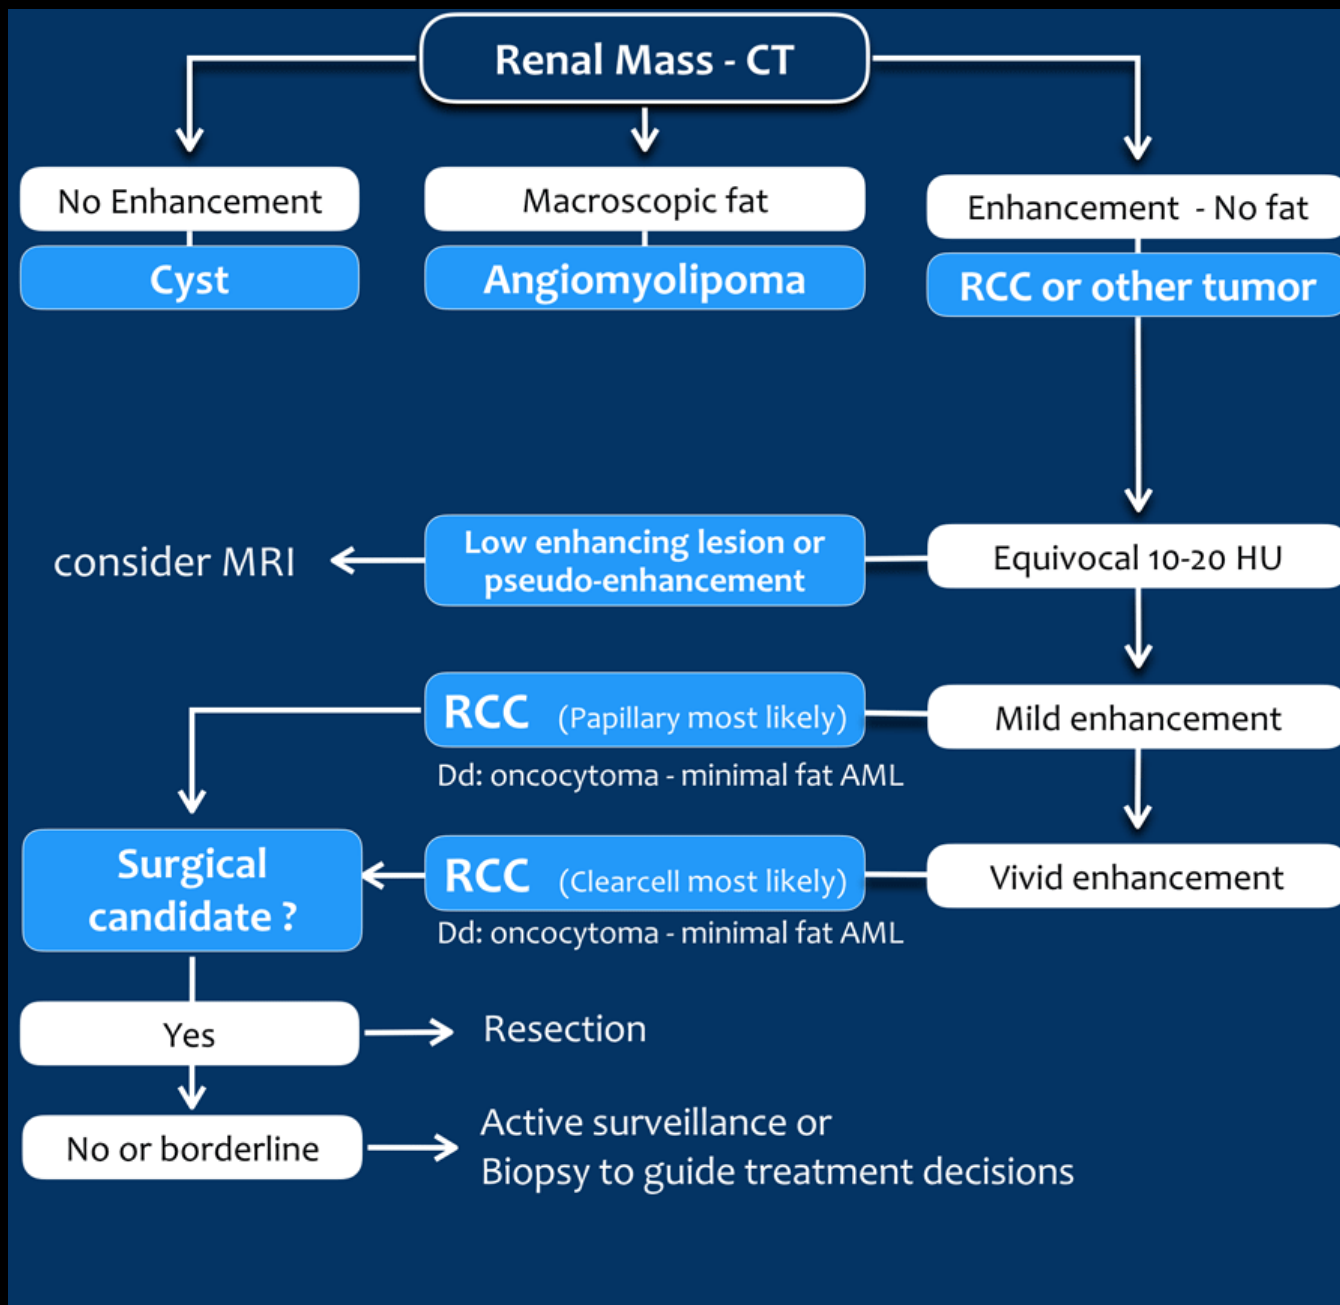 Renal Mass - CT
No Enhancement
Cyst
Macroscopic fat
Angiomyolipoma
Enhancement - No fat
RCC or other tumor
consider MRI
Low enhancing lesion or
pseudo-enhancement
Equivocal 10-20 HU
RCC (Papillary most likely)
Dd: oncocytoma - minimal fat AML
Mild enhancement
Surgical
candidate ?
RCC (Clearcell most likely)
Dd: oncocytoma - minimal fat AML
Vivid enhancement
Yes
Resection
No or borderline
Active surveillance or
Biopsy to guide treatment decisions